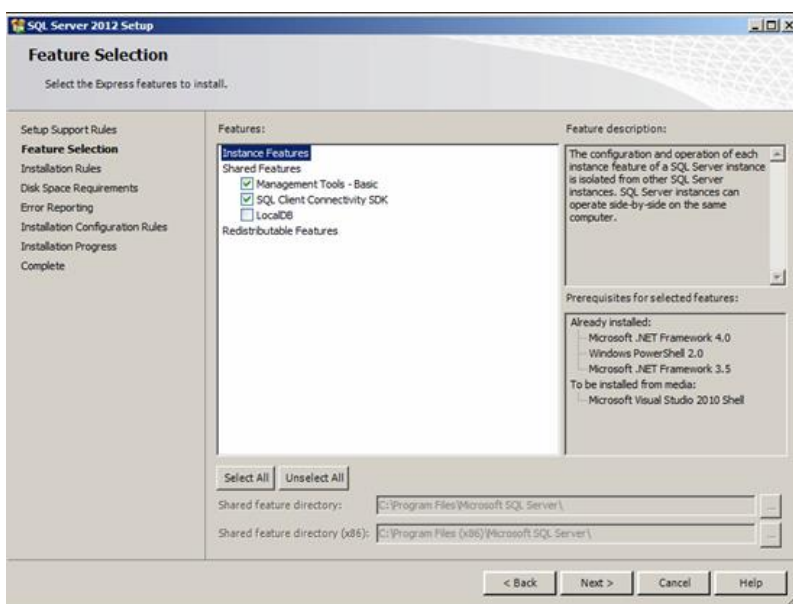 SQL Server 2012 Setup
Feature Selection
Select the Express features to install.
Setup Support Rules
Feature Selection
Installation Rules
Disk Space Requirements
Error Reporting
Installation Configuration Rules
Installation Progress
Complete
Features:
Instance Features
Shared Features
Management Tools - Basic
SQL Client Connectivity SDK
LocalDB
Redistributable Features
Select All
Unselect All
Feature description:
The configuration and operation of each
instance feature of a SQL Server instance
is isolated from other SQL Server
instances. SQL Server instances can
operate side-by-side on the same
computer.
Prerequisites for selected features:
Already installed:
Microsoft .NET Framework 4.0
Windows PowerShell 2.0
Microsoft .NET Framework 3.5
To be installed from media:
Microsoft Visual Studio 2010 Shell
Shared feature directory: C:\Program Files\Microsoft SQL Server\ ...
Shared feature directory (x86): C:\Program Files (x86)\Microsoft SQL Server\ ...
< Back Next > Cancel Help